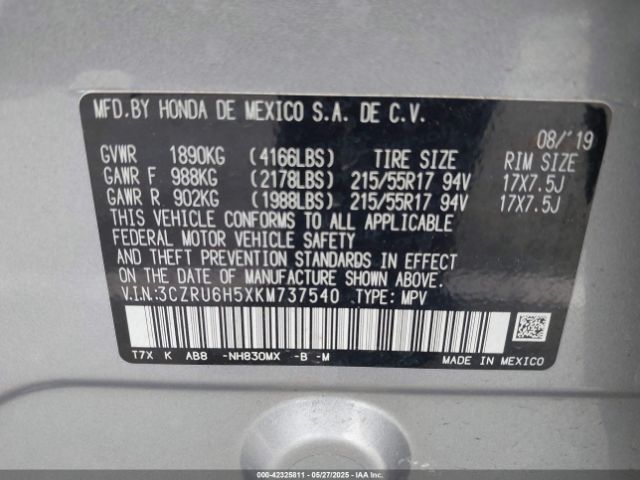 MFD.BY HONDA DE MEXICO S.A. DE C.V.
08/'19
GVWR 1890KG (4166LBS) TIRE SIZE RIM SIZE
GAWR F 988KG (2178LBS) 215/55R17 94V 17X7.5J
GAWR R 902KG (1988LBS) 215/55R17 94V 17X7.5J
THIS VEHICLE CONFORMS TO ALL APPLICABLE
FEDERAL MOTOR VEHICLE SAFETY
AND THEFT PREVENTION STANDARDS IN EFFECT
ON THE DATE OF MANUFACTURE SHOWN ABOVE.
V.I.N:3CZRU6H5XKM737540 TYPE: MPV
T7X K AB8 -NH830MX -B -M
MADE IN MEXICO
000-42325811 - 05/27/2025 - IAAI.COM